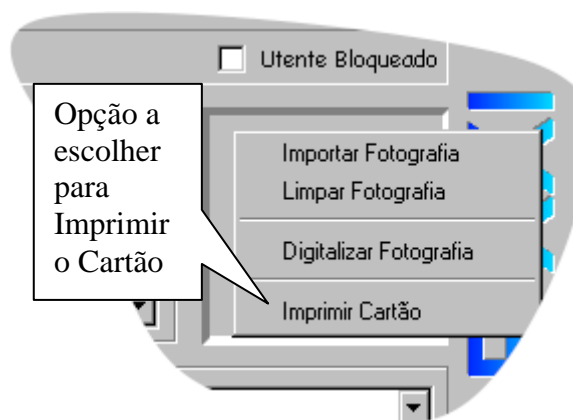 Utente Bloqueado
Opção a
escolher
para
Imprimir
o Cartão
Importar Fotografia
Limpar Fotografia
Digitalizar Fotografia
Imprimir Cartão